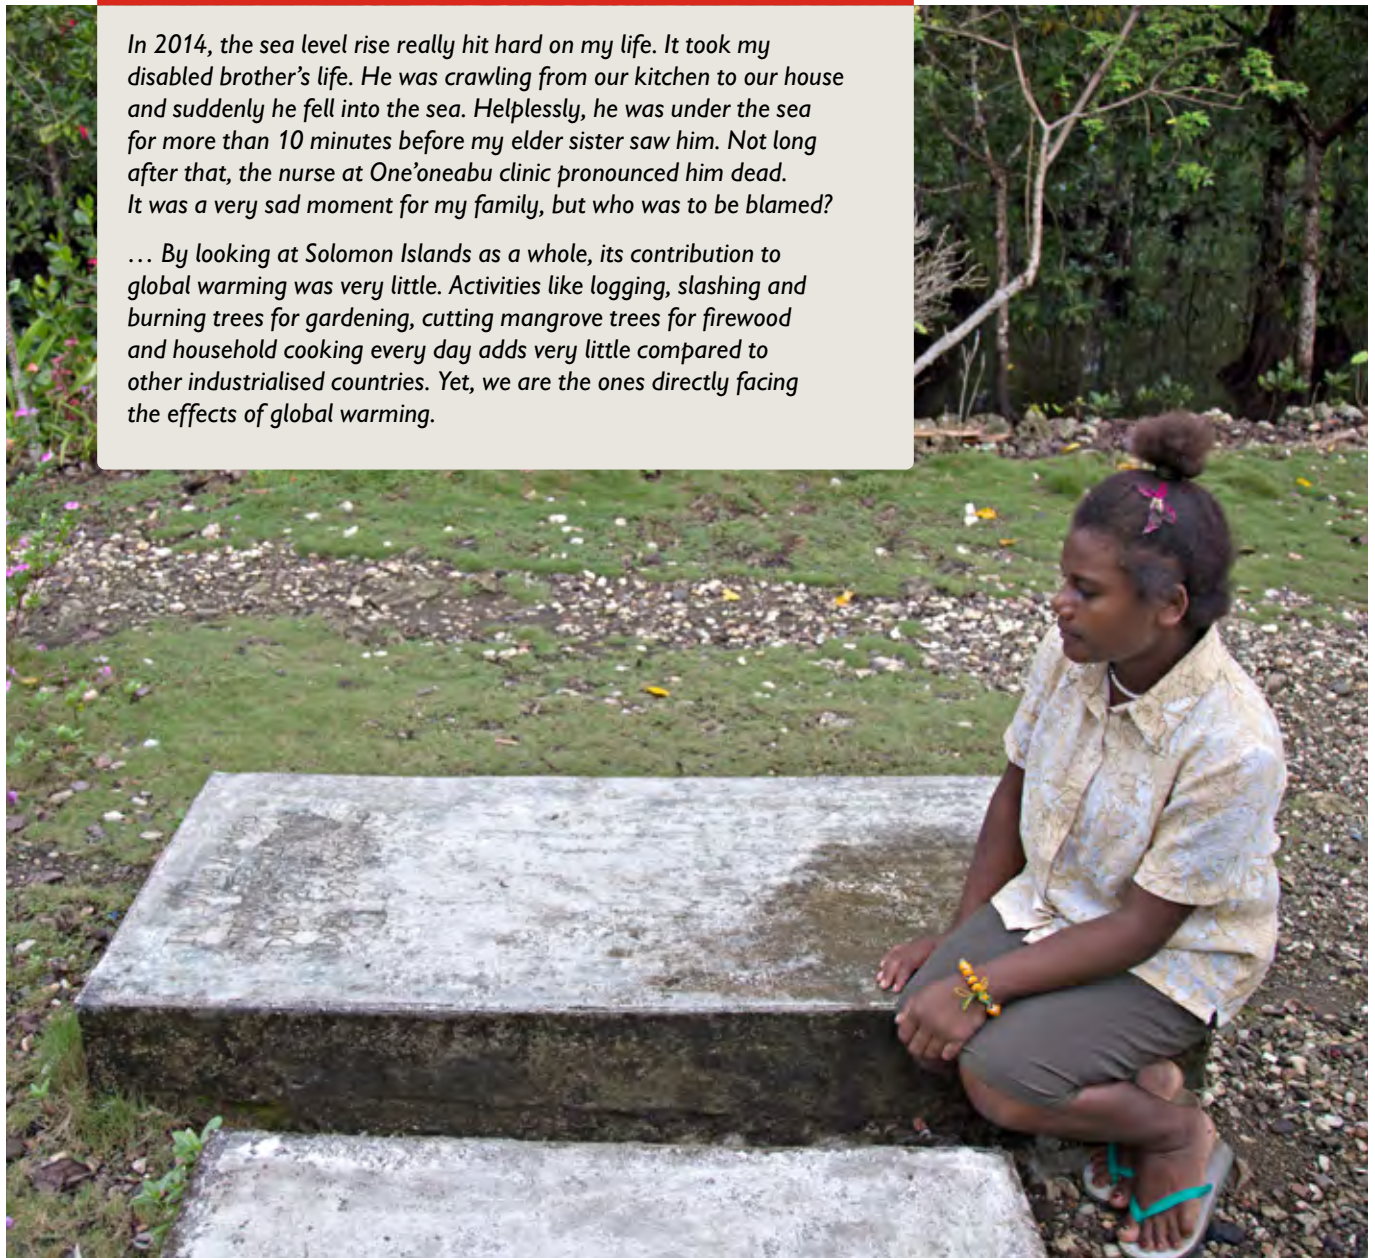 In 2014, the sea level rise really hit hard on my life. It took my
disabled brother’s life. He was crawling from our kitchen to our house
and suddenly he fell into the sea. Helplessly, he was under the sea
for more than 10 minutes before my elder sister saw him. Not long
after that, the nurse at One’oneabu clinic pronounced him dead.
It was a very sad moment for my family, but who was to be blamed?
… By looking at Solomon Islands as a whole, its contribution to
global warming was very little. Activities like logging, slashing and
burning trees for gardening, cutting mangrove trees for firewood
and household cooking every day adds very little compared to
other industrialised countries. Yet, we are the ones directly facing
the effects of global warming.